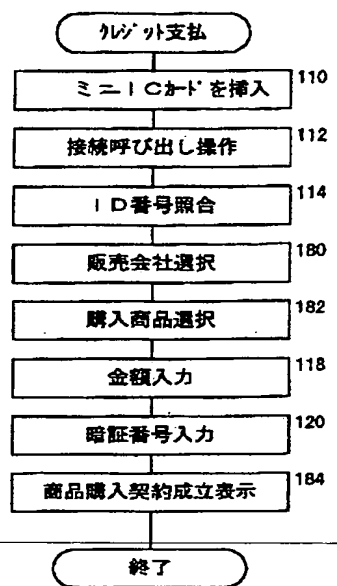 クレジット支払
ミニICカードを挿入
110
接続呼び出し操作
112
ID番号照合
114
販売会社選択
180
購入商品選択
182
金額入力
118
暗証番号入力
120
商品購入契約成立表示
184
終了